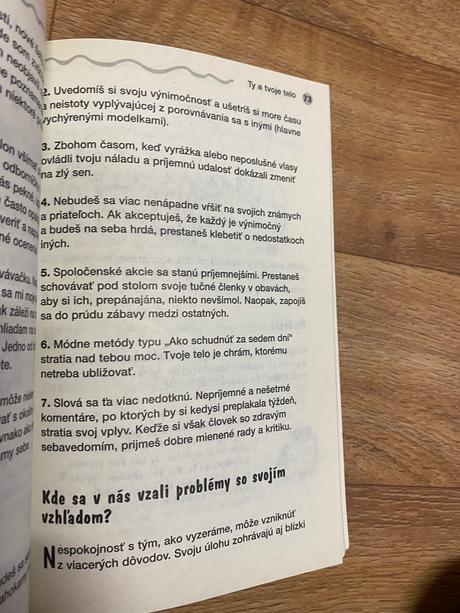 Ty a tvoje telo 73
2. Uvedomíš si svoju výnimočnosť a ušetríš si more času
a neistoty vyplývajúcej z porovnávania sa s inými (hlavne
vychýrenými modelkami).
3. Zbohom časom, keď vyrážka alebo neposlušné vlasy
ovládli tvoju náladu a príjemnú udalosť dokázali zmeniť
na zlý sen.
4. Nebudeš sa viac nenápadne vŕšiť na svojich známych
a priateľoch. Ak akceptuješ, že každý je výnimočný
a budeš na seba hrdá, prestaneš klebetiť o nedostatkoch
iných.
5. Spoločenské akcie sa stanú príjemnejšími. Prestaneš
schovávať pod stolom svoje tučné členky v obavách,
aby si ich, prepánajána, niekto nevšimol. Naopak, zapojíš
sa do prúdu zábavy medzi ostatných.
6. Módne metódy typu „Ako schudnúť za sedem dní"
stratia nad tebou moc. Tvoje telo je chrám, ktorému
netreba ubližovať.
7. Slová sa ťa viac nedotknú. Nepríjemné a nešetrné
komentáre, po ktorých by si kedysi preplakala týždeň,
stratia svoj vplyv. Keďže si však človek so zdravým
sebavedomím, prijmeš dobre mienené rady a kritiku.
Kde sa v nás vzali problémy so svojím
vzhľadom?
Nespokojnosť s tým, ako vyzeráme, môže vzniknúť
z viacerých dôvodov. Svoju úlohu zohrávajú aj blízki